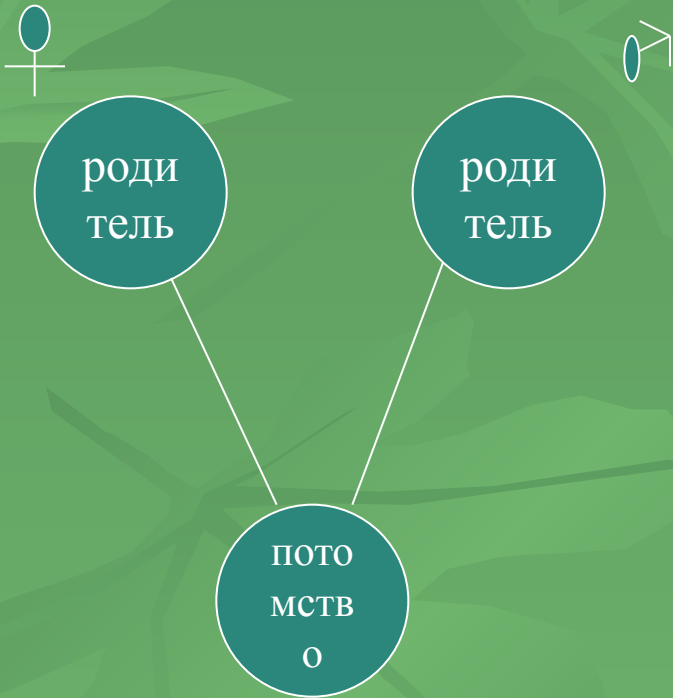 роди
тель
роди
тель
пото
мств
о